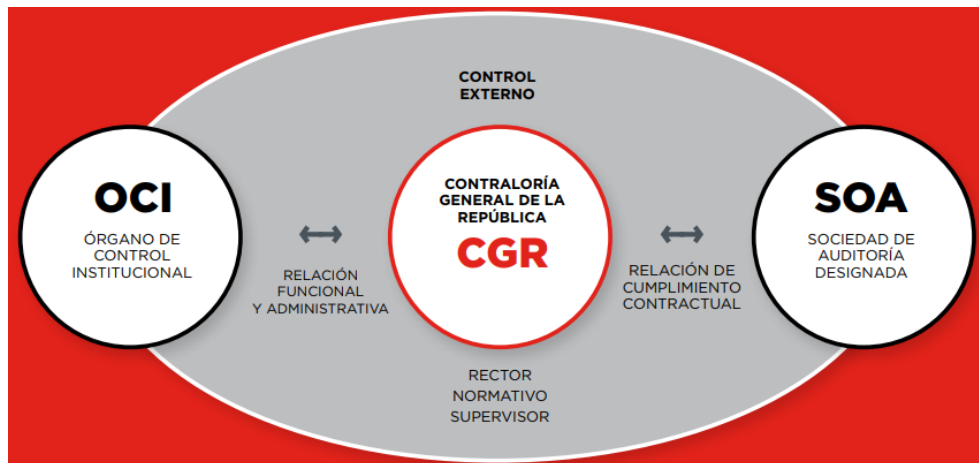 CONTROL
EXTERNO
OCI
ÓRGANO DE
CONTROL
INSTITUCIONAL
RELACIÓN
FUNCIONAL
Y ADMINISTRATIVA
CONTRALORÍA
GENERAL DE LA
REPÚBLICA
CGR
RECTOR
NORMATIVO
SUPERVISOR
RELACIÓN DE
CUMPLIMIENTO
CONTRACTUAL
SOA
SOCIEDAD DE
AUDITORÍA
DESIGNADA